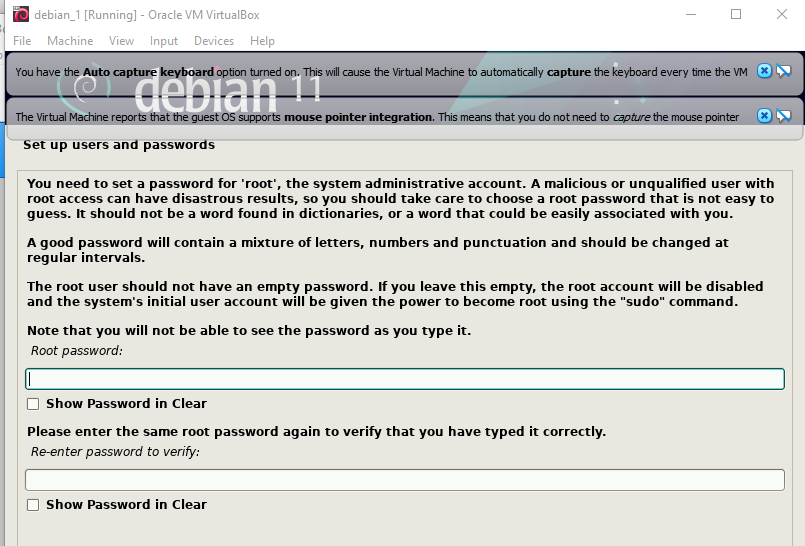 debian_1 [Running] - Oracle VM VirtualBox
File Machine View Input Devices Help
You have the Auto capture keyboard option turned on. This will cause the Virtual Machine to automatically capture the keyboard every time the VM
debian 11
The Virtual Machine reports that the guest OS supports mouse pointer integration. This means that you do not need to capture the mouse pointer
Set up users and passwords
You need to set a password for 'root', the system administrative account. A malicious or unqualified user with
root access can have disastrous results, so you should take care to choose a root password that is not easy to
guess. It should not be a word found in dictionaries, or a word that could be easily associated with you.
A good password will contain a mixture of letters, numbers and punctuation and should be changed at
regular intervals.
The root user should not have an empty password. If you leave this empty, the root account will be disabled
and the system's initial user account will be given the power to become root using the "sudo" command.
Note that you will not be able to see the password as you type it.
Root password:
Show Password in Clear
Please enter the same root password again to verify that you have typed it correctly.
Re-enter password to verify:
Show Password in Clear